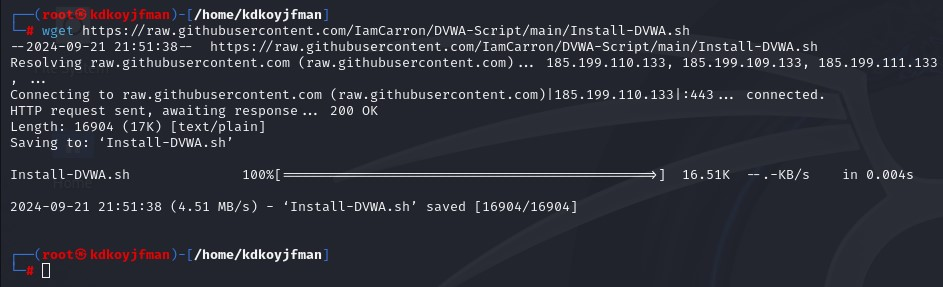 ┌──(root㉿kdkoyjfman)-[/home/kdkoyjfman]
└─# wget https://raw.githubusercontent.com/IamCarron/DVWA-Script/main/Install-DVWA.sh
--2024-09-21 21:51:38--  https://raw.githubusercontent.com/IamCarron/DVWA-Script/main/Install-DVWA.sh
Resolving raw.githubusercontent.com (raw.githubusercontent.com)... 185.199.110.133, 185.199.109.133, 185.199.111.133
, ...
Connecting to raw.githubusercontent.com (raw.githubusercontent.com)|185.199.110.133|:443... connected.
HTTP request sent, awaiting response... 200 OK
Length: 16904 (17K) [text/plain]
Saving to: ‘Install-DVWA.sh’
Install-DVWA.sh 100%[===================================================>] 16.51K --.-KB/s in 0.004s
2024-09-21 21:51:38 (4.51 MB/s) - ‘Install-DVWA.sh’ saved [16904/16904]
┌──(root㉿kdkoyjfman)-[/home/kdkoyjfman]
└─#